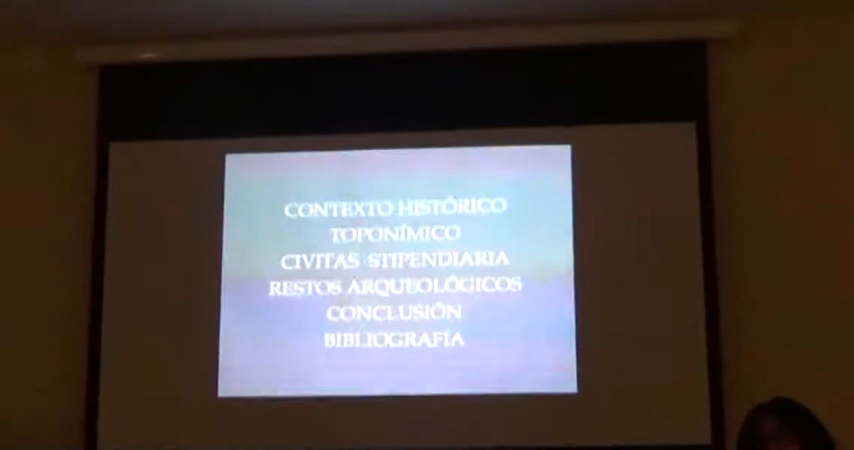 CONTEXTO HISTÓRICO
TOPONÍMICO
CIVITAS STIPENDIARIA
RESTOS ARQUEOLÓGICOS
CONCLUSIÓN
BIBLIOGRAFÍA